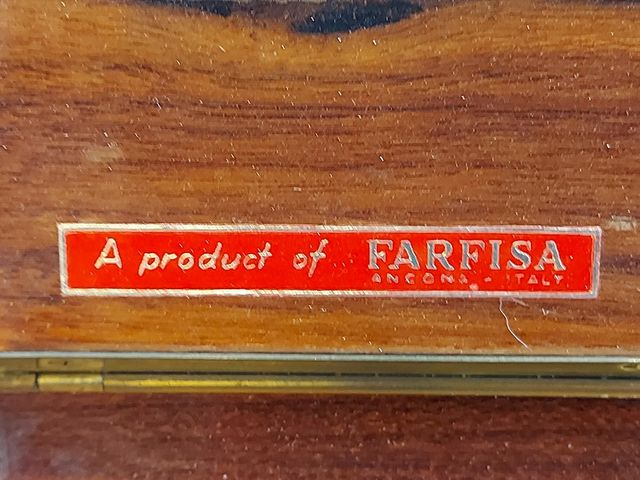 A product of FARFISA
ANCONA - ITALY